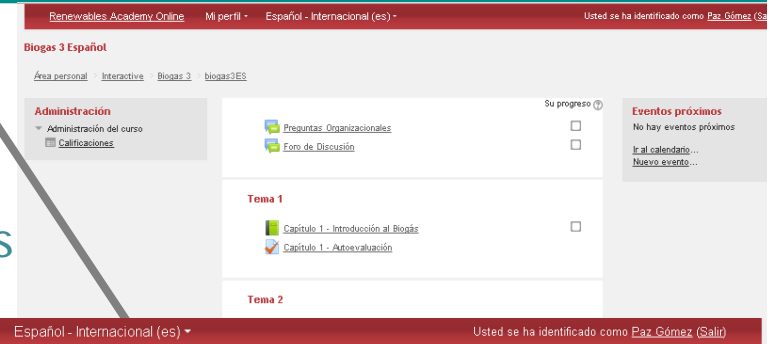 Renewables Academy Online Mi perfil Español - Internacional (es) Usted se ha identificado como Paz Gómez (Sa
Biogas 3 Español
Área personal Interactive Biogas 3 biogas3ES
Administración
Administración del curso
Calificaciones
Su progreso
Preguntas Organizacionales
Foro de Discusión
Tema 1
Capítulo 1 - Introducción al Biogás
Capítulo 1 - Autoevaluación
Tema 2
Eventos próximos
No hay eventos próximos
Ir al calendario...
Nuevo evento...
s
Español - Internacional (es) Usted se ha identificado como Paz Gómez (Salir)